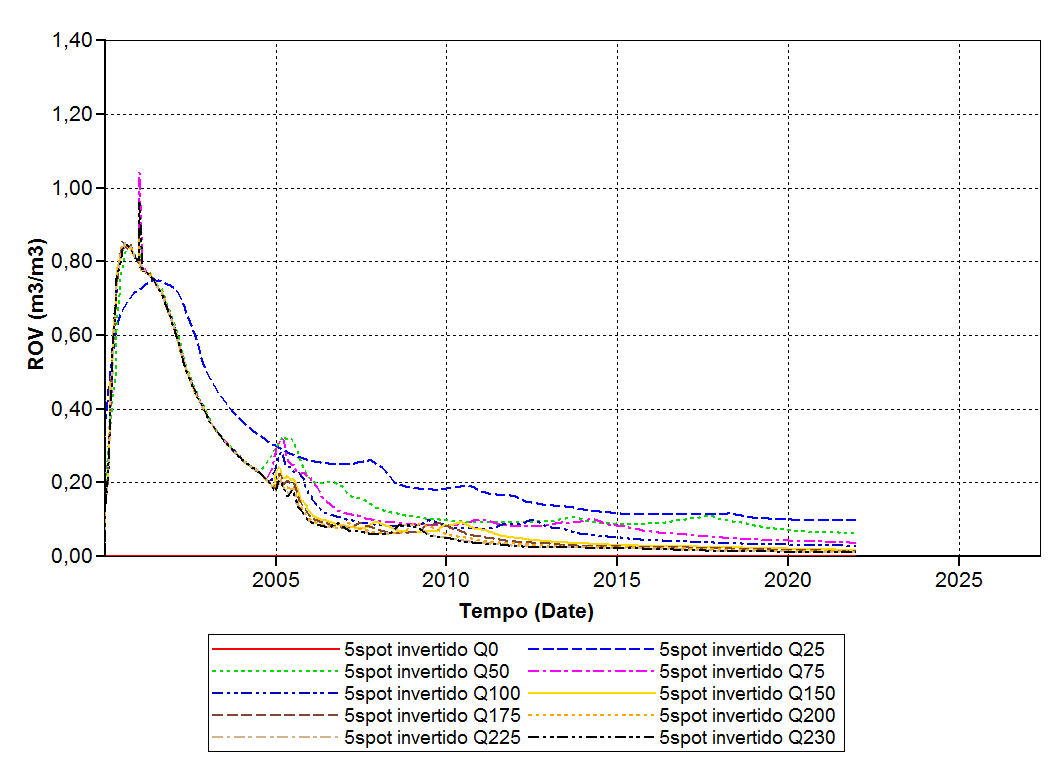 1,40
1,20
1,00
0,80
0,60
0,40
0,20
0,00
ROV (m3/m3)
2005 2010 2015 2020 2025
Tempo (Date)
5spot invertido Q0 5spot invertido Q25
5spot invertido Q50 5spot invertido Q75
5spot invertido Q100 5spot invertido Q150
5spot invertido Q175 5spot invertido Q200
5spot invertido Q225 5spot invertido Q230